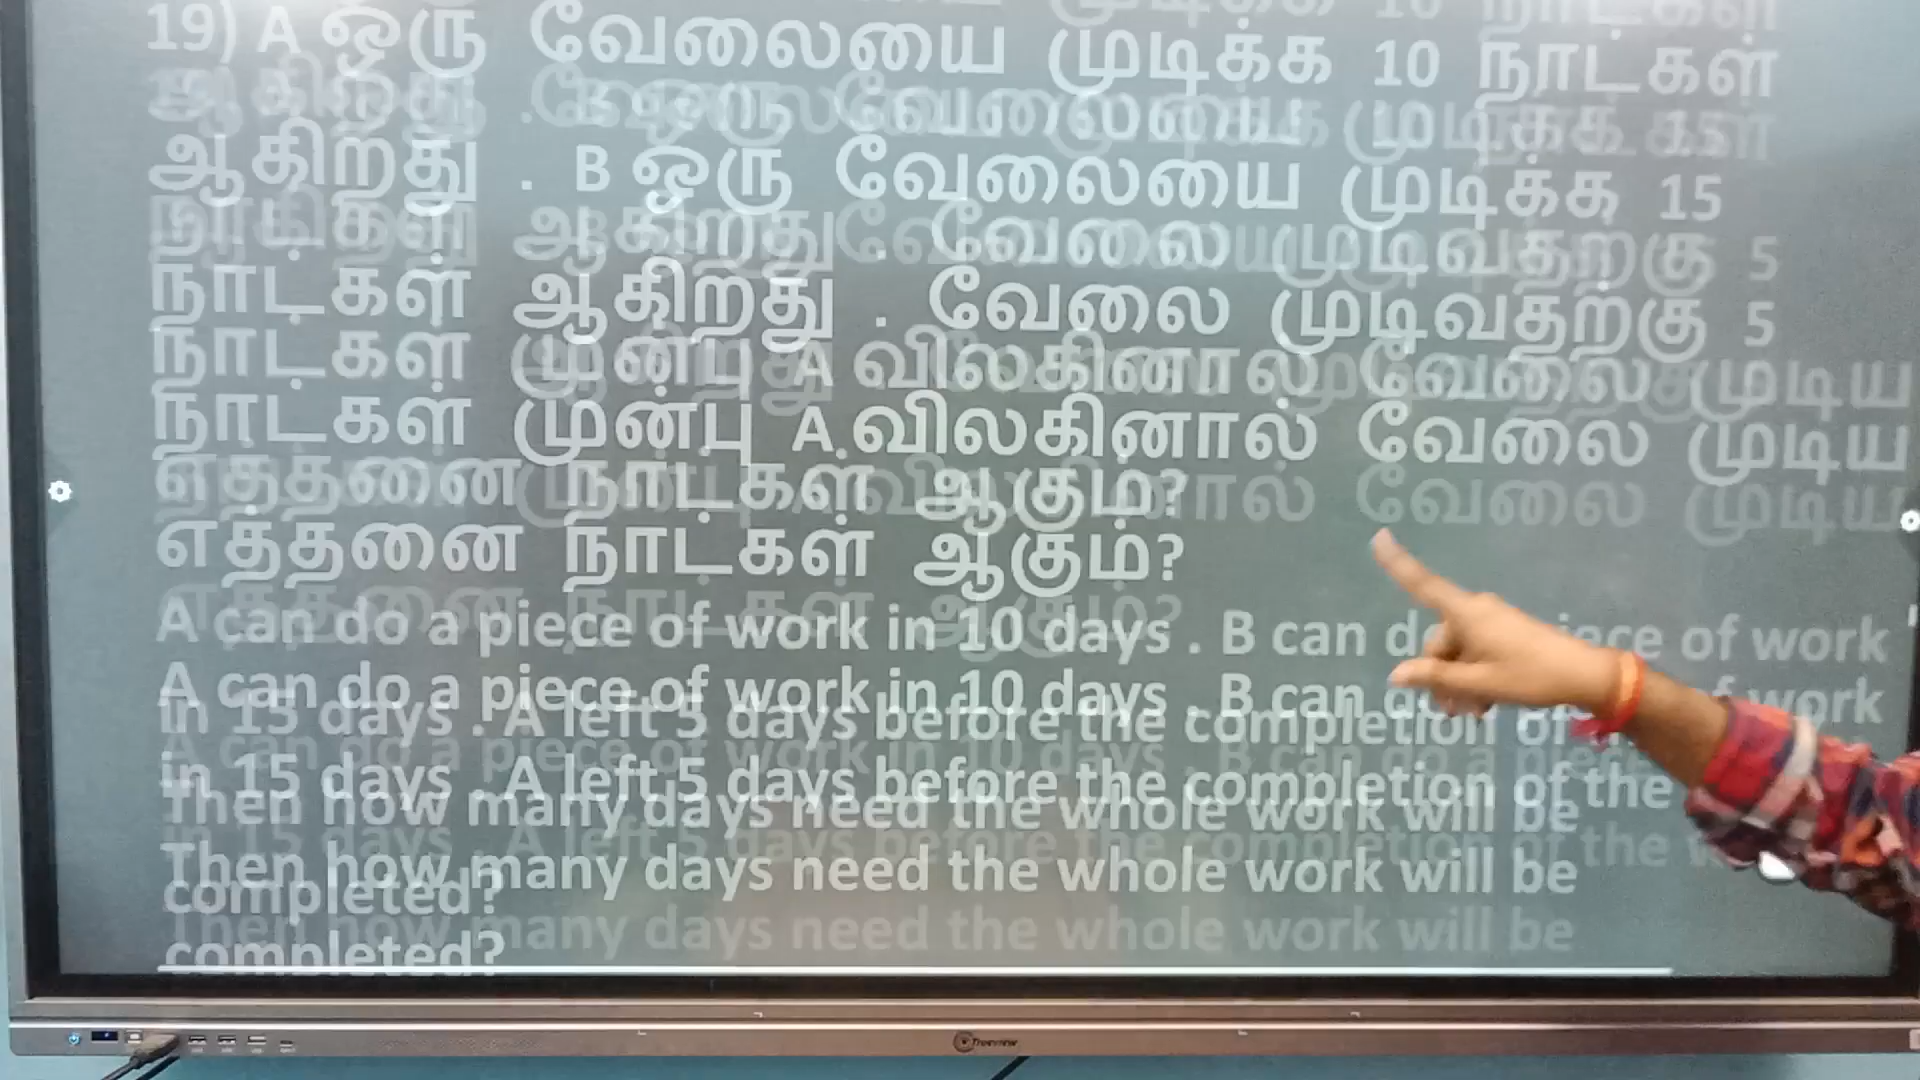 19) A ஒரு வேலையை முடிக்க 10 நாட்கள்
ஆகிறது . B ஒரு வேலையை முடிக்க 15
நாட்கள் ஆகிறது . வேலை முடிவதற்கு 5
நாட்கள் முன்பு A விலகினால் வேலை முடிய
எத்தனை நாட்கள் ஆகும்?
A can do a piece of work in 10 days . B can do a piece of work
in 15 days . A left 5 days before the completion of the
Then how many days need the whole work will be
completed?